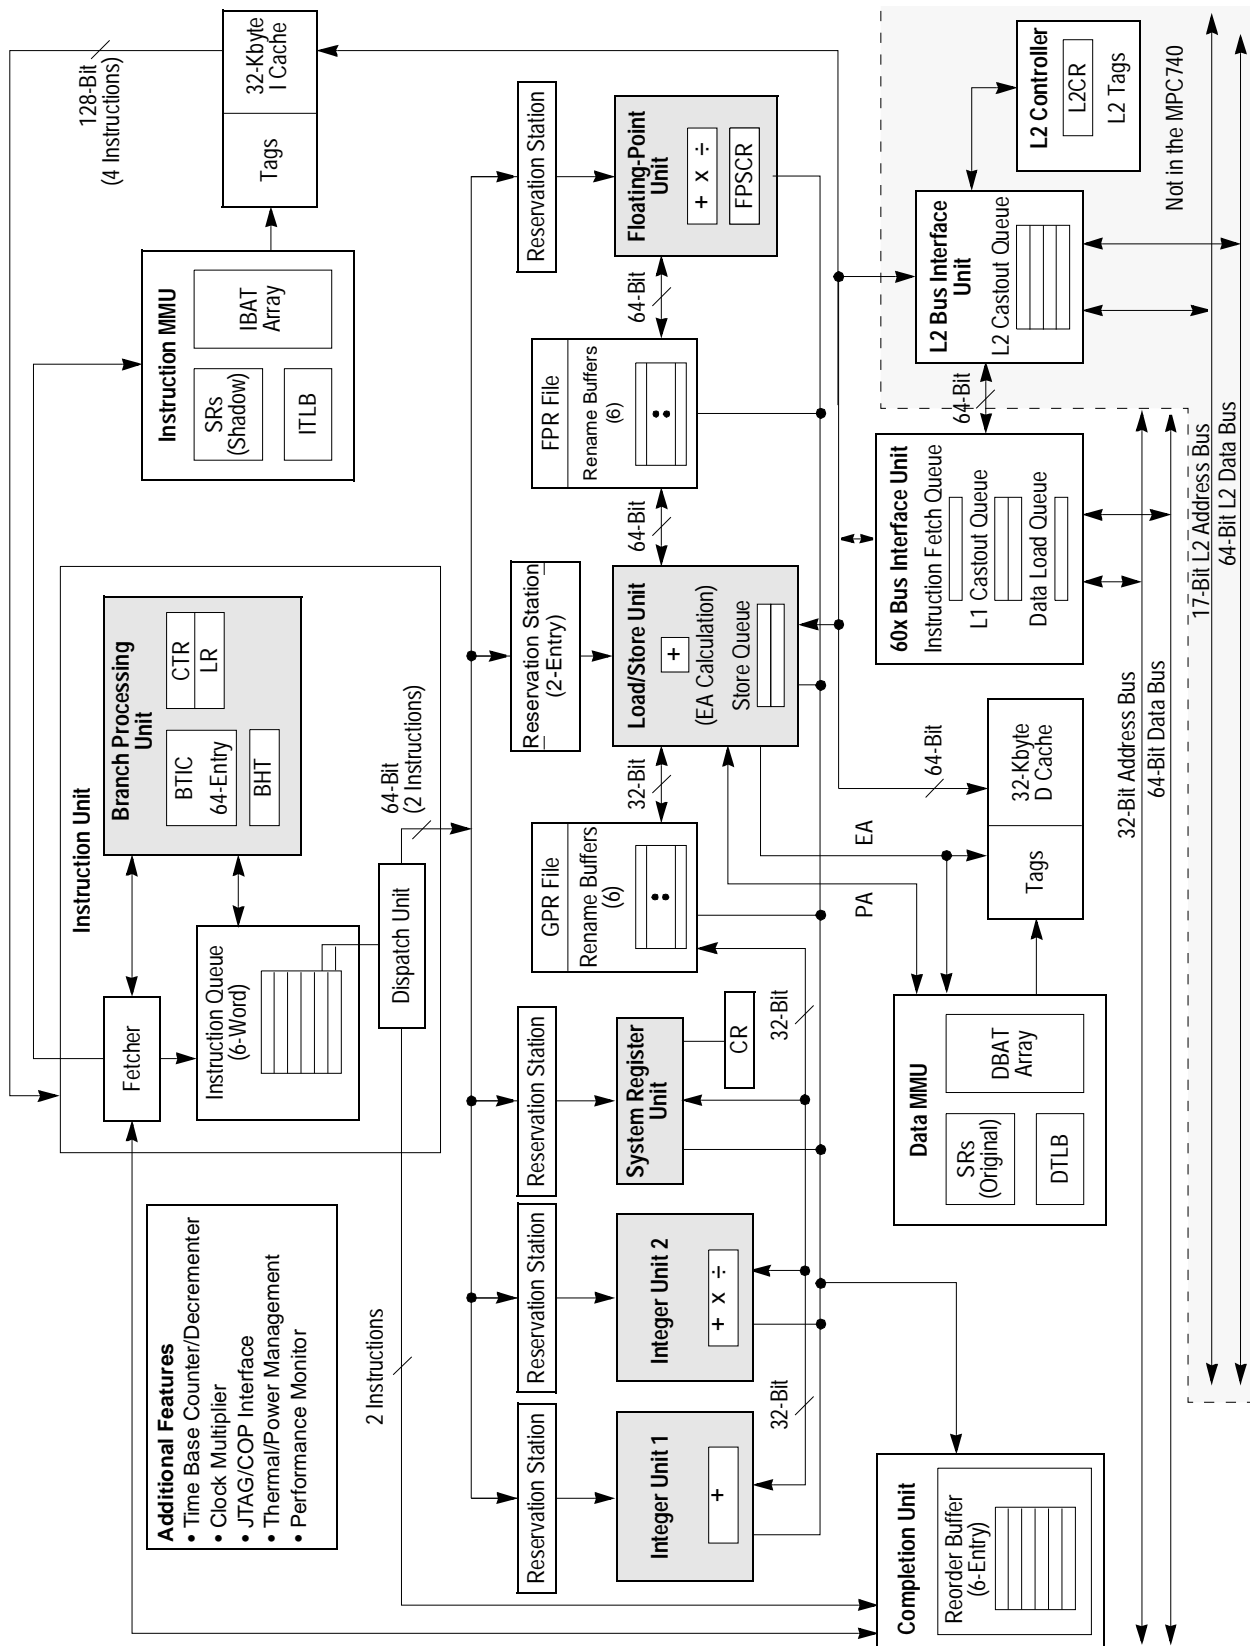 Additional Features
• Time Base Counter/Decrementer
• Clock Multiplier
• JTAG/COP Interface
• Thermal/Power Management
• Performance Monitor
Instruction Unit
Fetcher
Branch Processing
Unit
BTIC
64-Entry
CTR
LR
BHT
Instruction Queue
(6-Word)
Dispatch Unit
2 Instructions
64-Bit
(2 Instructions)
Instruction MMU
SRs
(Shadow)
ITLB
IBAT
Array
128-Bit
(4 Instructions)
Tags
32-Kbyte
I Cache
Reservation Station
Reservation Station
Reservation Station
Reservation Station
(2-Entry)
Reservation Station
Integer Unit 1
+
Integer Unit 2
+ x ÷
System Register
Unit
CR
32-Bit
32-Bit
GPR File
Rename Buffers
(6)
32-Bit
Load/Store Unit
+
(EA Calculation)
Store Queue
64-Bit
FPR File
Rename Buffers
(6)
64-Bit
Floating-Point
Unit
+ x ÷
FPSCR
PA
EA
64-Bit
Completion Unit
Reorder Buffer
(6-Entry)
Data MMU
SRs
(Original)
DTLB
DBAT
Array
Tags
32-Kbyte
D Cache
60x Bus Interface Unit
Instruction Fetch Queue
L1 Castout Queue
Data Load Queue
64-Bit
L2 Bus Interface
Unit
L2 Castout Queue
L2 Controller
L2CR
L2 Tags
Not in the MPC740
32-Bit Address Bus
64-Bit Data Bus
17-Bit L2 Address Bus
64-Bit L2 Data Bus